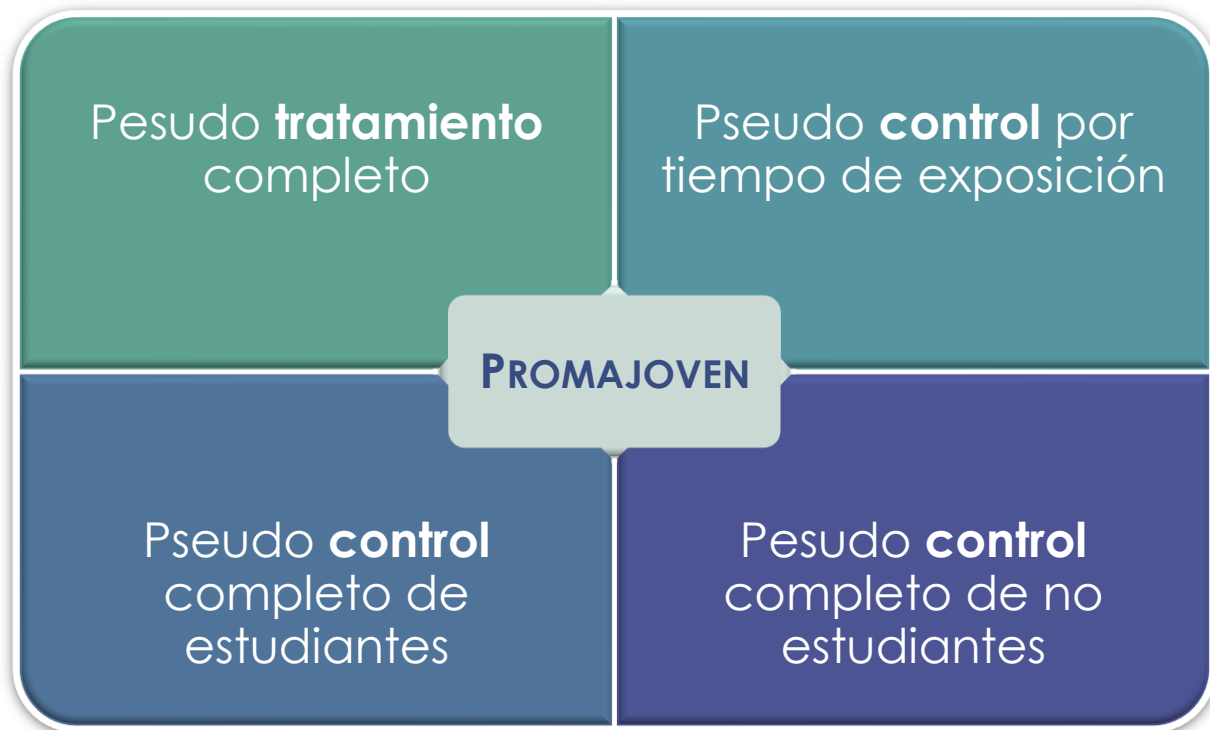 Pesudo tratamiento
completo
Pseudo control por
tiempo de exposición
PROMAJOVEN
Pseudo control
completo de
estudiantes
Pesudo control
completo de no
estudiantes